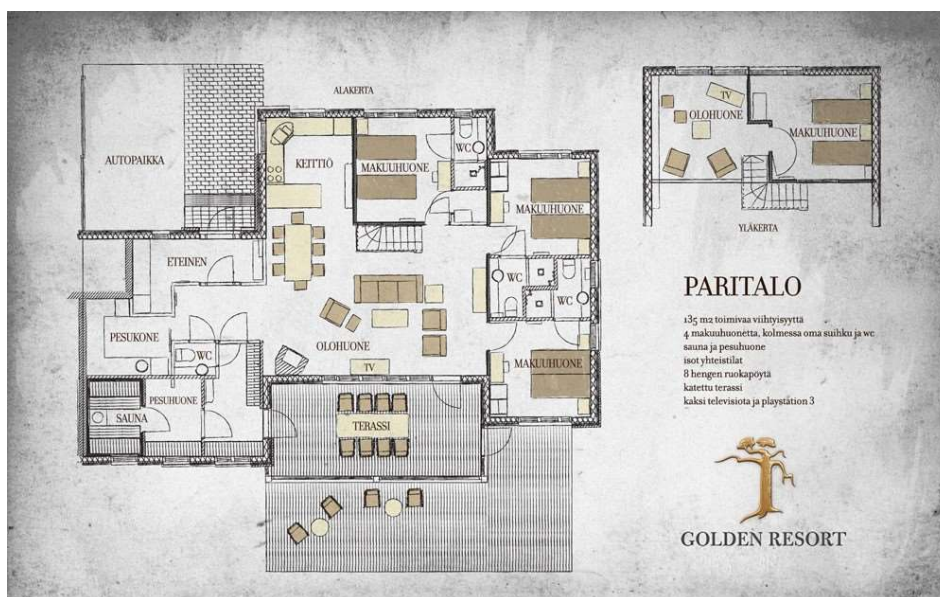 ALAKERTA
AUTOPAIKKA
KEITTIÖ
MAKUUHUONE
WC
MAKUUHUONE
ETEINEN
WC
WC
PESUKONE
WC
OLOHUONE
TV
MAKUUHUONE
PESUHUONE
SAUNA
TERASSI
TV
OLOHUONE
MAKUUHUONE
YLÄKERTA
PARITALO
135 m2 toimivaa viihtyisyyttä
4 makuuhuonetta, kolmessa oma suihku ja wc
sauna ja pesuhuone
isot yhteistilat
8 hengen ruokapöytä
katettu terassi
kaksi televisiota ja playstation 3
GOLDEN RESORT